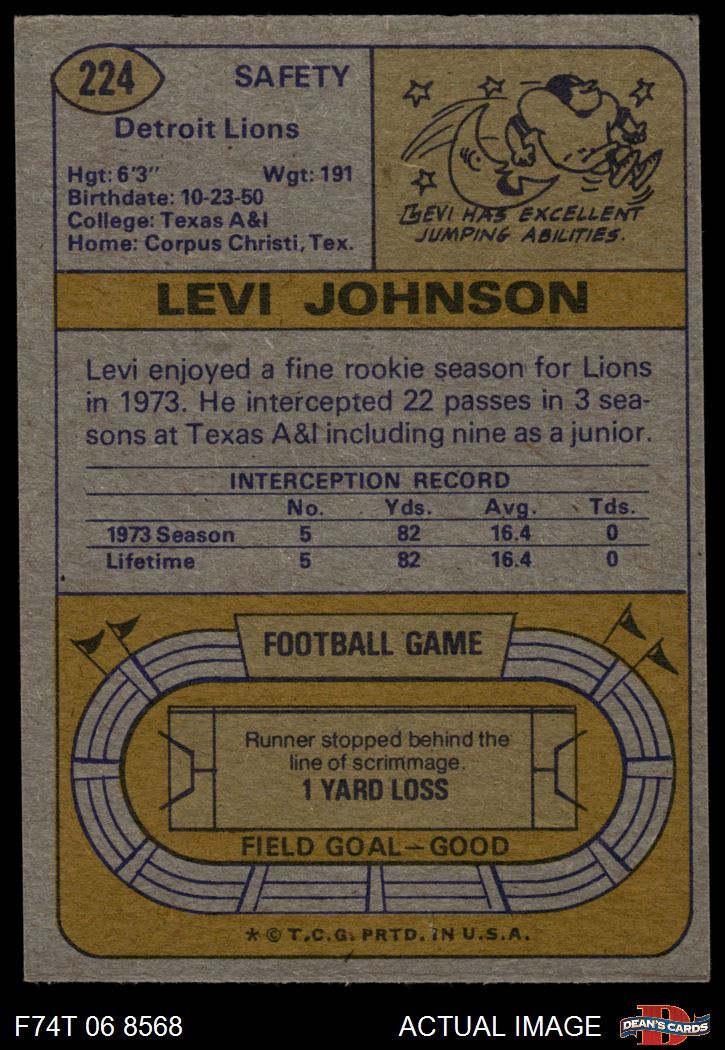 224
SAFETY
Detroit Lions
Hgt: 6'3" Wgt: 191
Birthdate: 10-23-50
College: Texas A&I
Home: Corpus Christi, Tex.
LEVI HAS EXCELLENT
JUMPING ABILITIES.
LEVI JOHNSON
Levi enjoyed a fine rookie season for Lions
in 1973. He intercepted 22 passes in 3 sea-
sons at Texas A&I including nine as a junior.
INTERCEPTION RECORD
No. Yds. Avg. Tds.
1973 Season 5 82 16.4 0
Lifetime 5 82 16.4 0
FOOTBALL GAME
Runner stopped behind the
line of scrimmage.
1 YARD LOSS
FIELD GOAL—GOOD
* © T.C.G. PRTD. IN U.S.A.
F74T 06 8568 ACTUAL IMAGE
D
DEAN'S CARDS